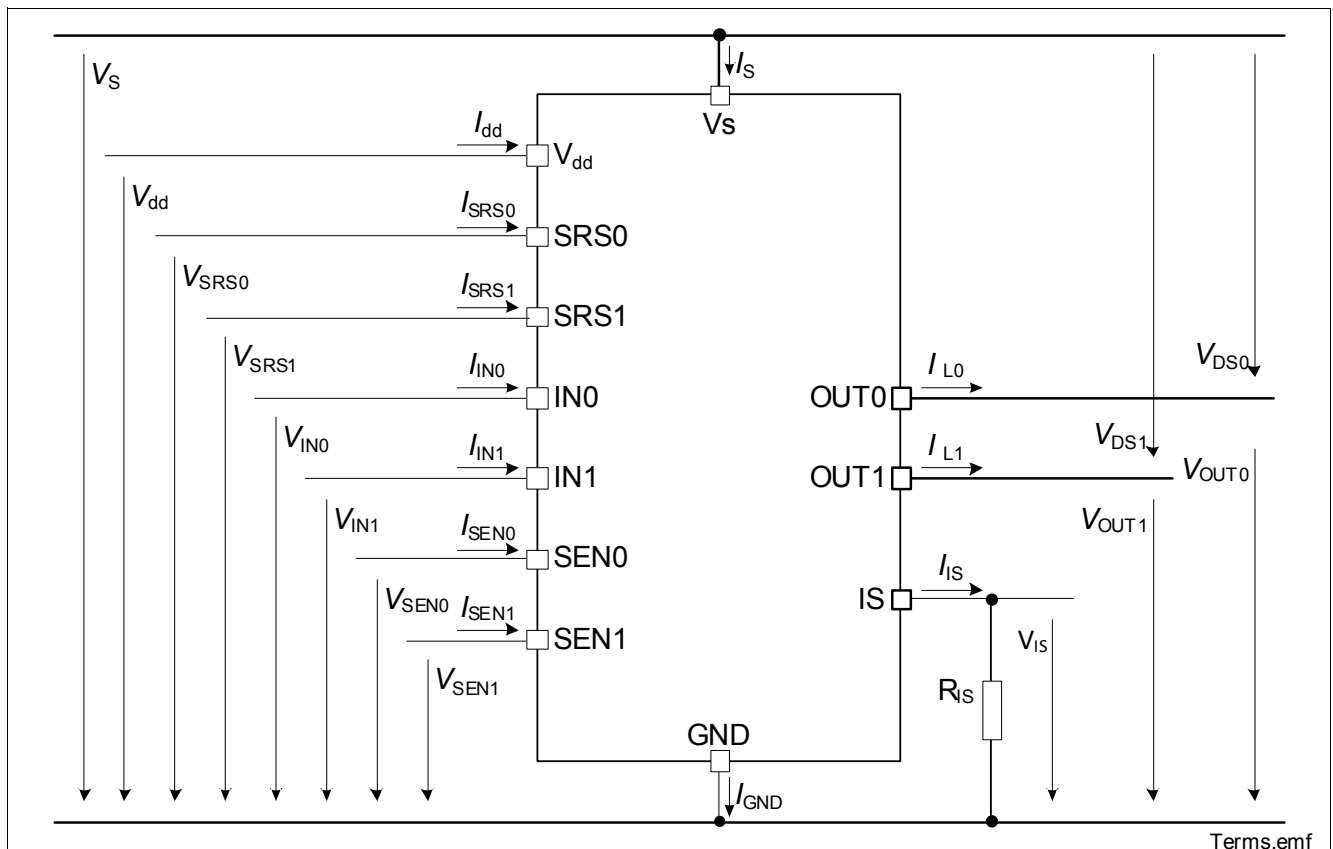 VS
IS
Vs
Idd
Vdd
Vdd
ISRS0
SRS0
VSRS0
ISRS1
SRS1
VSRS1
IIN0
IN0
VIN0
IIN1
IN1
VIN1
ISEN0
SEN0
VSEN0
ISEN1
SEN1
VSEN1
OUT0
I L0
VDS0
OUT1
I L1
VDS1
VOUT0
VOUT1
IS
IIS
VIS
RIS
GND
IGND
Terms.emf